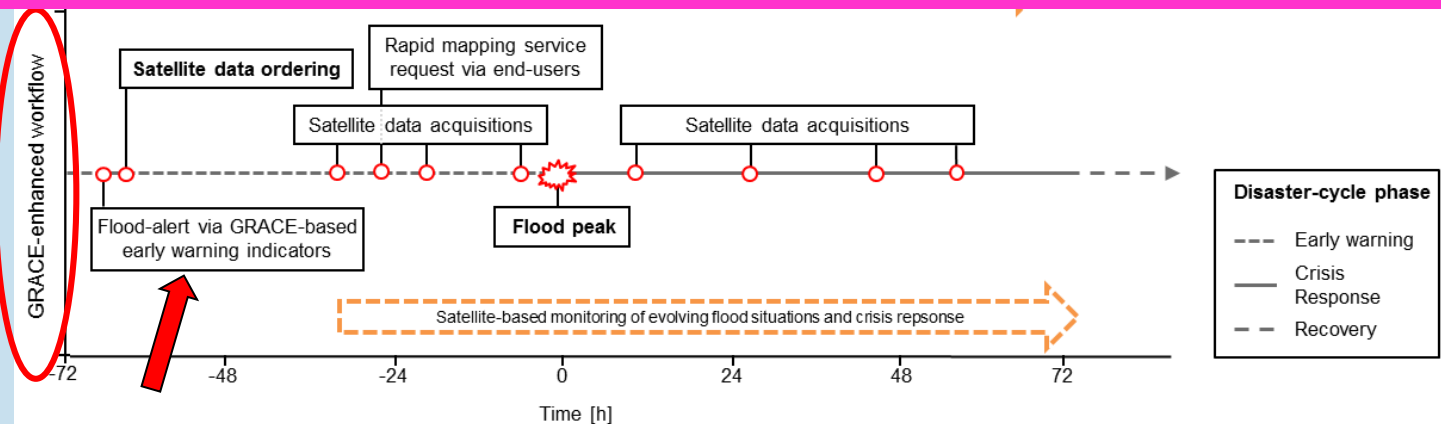 GRACE-enhanced workflow
Satellite data ordering
Rapid mapping service
request via end-users
Satellite data acquisitions
Satellite data acquisitions
Flood-alert via GRACE-based
early warning indicators
Flood peak
Satellite-based monitoring of evolving flood situations and crisis repsonse
-72
-48
-24
0
24
48
72
Time [h]
Disaster-cycle phase
Early warning
Crisis
Response
Recovery